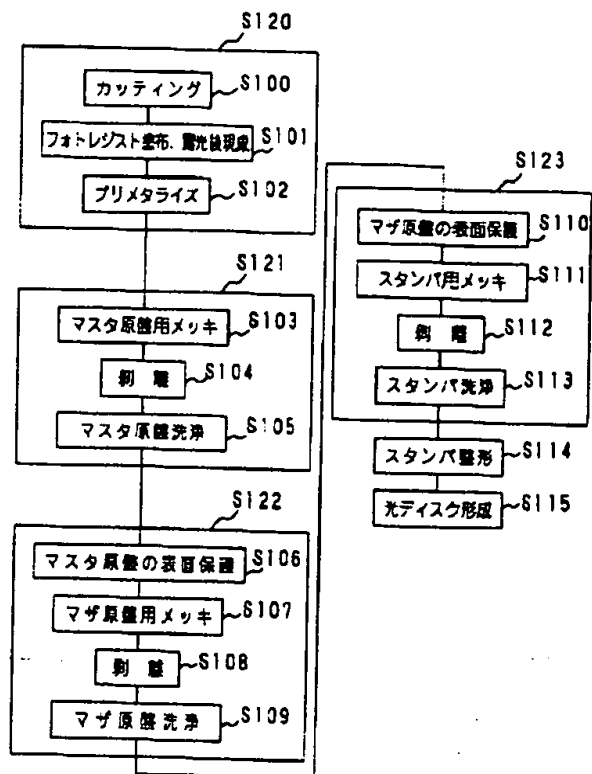 S120
カッティング S100
フォトレジスト塗布、露光後現像 S101
プリメタライズ S102
S121
マスタ原盤用メッキ S103
剥離 S104
マスタ原盤洗浄 S105
S122
マスタ原盤の表面保護 S106
マザ原盤用メッキ S107
剥離 S108
マザ原盤洗浄 S109
S123
マザ原盤の表面保護 S110
スタンパ用メッキ S111
剥離 S112
スタンパ洗浄 S113
スタンパ整形 S114
光ディスク形成 S115